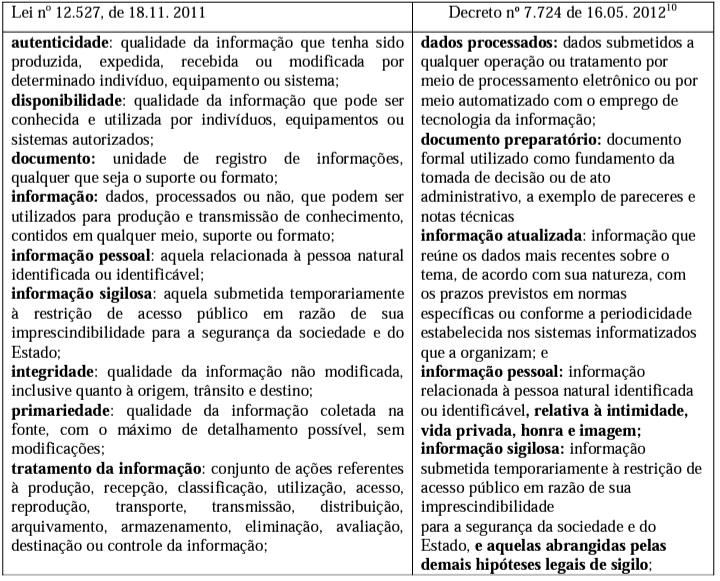 Lei nº 12.527, de 18.11. 2011
autenticidade: qualidade da informação que tenha sido
produzida, expedida, recebida ou modificada por
determinado indivíduo, equipamento ou sistema;
disponibilidade: qualidade da informação que pode ser
conhecida e utilizada por indivíduos, equipamentos ou
sistemas autorizados;
documento: unidade de registro de informações,
qualquer que seja o suporte ou formato;
informação: dados, processados ou não, que podem ser
utilizados para produção e transmissão de conhecimento,
contidos em qualquer meio, suporte ou formato;
informação pessoal: aquela relacionada à pessoa natural
identificada ou identificável;
informação sigilosa: aquela submetida temporariamente
à restrição de acesso público em razão de sua
imprescindibilidade para a segurança da sociedade e do
Estado;
integridade: qualidade da informação não modificada,
inclusive quanto à origem, trânsito e destino;
primariedade: qualidade da informação coletada na
fonte, com o máximo de detalhamento possível, sem
modificações;
tratamento da informação: conjunto de ações referentes
à produção, recepção, classificação, utilização, acesso,
reprodução, transporte, transmissão, distribuição,
arquivamento, armazenamento, eliminação, avaliação,
destinação ou controle da informação;
Decreto nº 7.724 de 16.05. 2012¹⁰
dados processados: dados submetidos a
qualquer operação ou tratamento por
meio de processamento eletrônico ou por
meio automatizado com o emprego de
tecnologia da informação;
documento preparatório: documento
formal utilizado como fundamento da
tomada de decisão ou de ato
administrativo, a exemplo de pareceres e
notas técnicas
informação atualizada: informação que
reúne os dados mais recentes sobre o
tema, de acordo com sua natureza, com
os prazos previstos em normas
específicas ou conforme a periodicidade
estabelecida nos sistemas informatizados
que a organizam; e
informação pessoal: informação
relacionada à pessoa natural identificada
ou identificável, relativa à intimidade,
vida privada, honra e imagem;
informação sigilosa: informação
submetida temporariamente à restrição de
acesso público em razão de sua
imprescindibilidade
para a segurança da sociedade e do
Estado, e aquelas abrangidas pelas
demais hipóteses legais de sigilo;